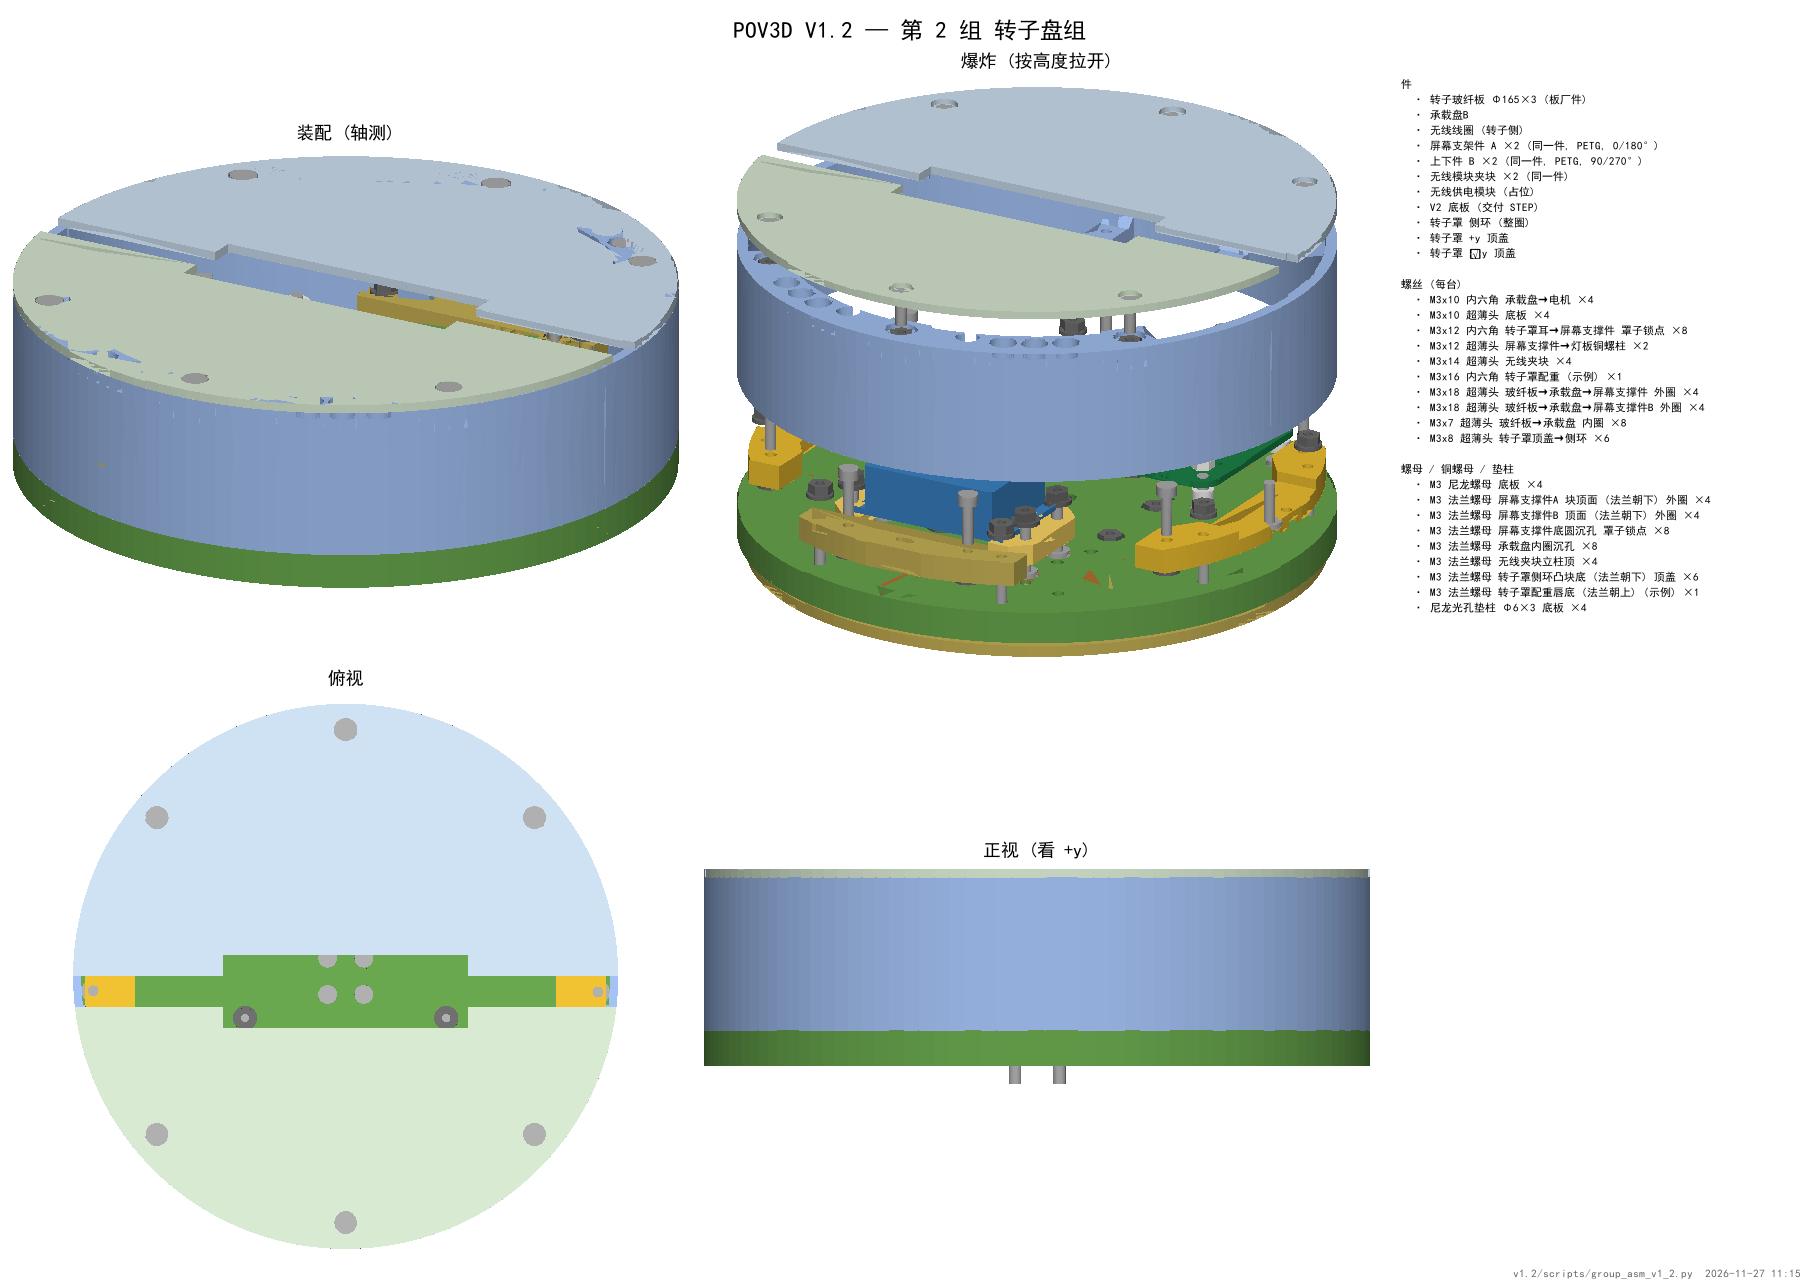 POV3D V1.2 — 第 2 组 转子盘组
爆炸 (按高度拉开)
装配 (轴测)
俯视
正视 (看 +y)
件
· 转子玻纤板 Φ165×3 (板厂件)
· 承载盘B
· 无线线圈 (转子侧)
· 屏幕支架件 A ×2 (同一件, PETG, 0/180°)
· 上下件 B ×2 (同一件, PETG, 90/270°)
· 无线模块夹块 ×2 (同一件)
· 无线供电模块 (占位)
· V2 底板 (交付 STEP)
· 转子罩 侧环 (整圈)
· 转子罩 +y 顶盖
· 转子罩 y 顶盖
螺丝 (每台)
· M3x10 内六角 承载盘→电机 ×4
· M3x10 超薄头 底板 ×4
· M3x12 内六角 转子罩耳→屏幕支撑件 罩子锁点 ×8
· M3x12 超薄头 屏幕支撑件→灯板铜螺柱 ×2
· M3x14 超薄头 无线夹块 ×4
· M3x16 内六角 转子罩配重 (示例) ×1
· M3x18 超薄头 玻纤板→承载盘→屏幕支撑件 外圈 ×4
· M3x18 超薄头 玻纤板→承载盘→屏幕支撑件B 外圈 ×4
· M3x7 超薄头 玻纤板→承载盘 内圈 ×8
· M3x8 超薄头 转子罩顶盖→侧环 ×6
螺母 / 铜螺母 / 垫柱
· M3 尼龙螺母 底板 ×4
· M3 法兰螺母 屏幕支撑件A 块顶面 (法兰朝下) 外圈 ×4
· M3 法兰螺母 屏幕支撑件B 顶面 (法兰朝下) 外圈 ×4
· M3 法兰螺母 屏幕支撑件底圆沉孔 罩子锁点 ×8
· M3 法兰螺母 承载盘内圈沉孔 ×8
· M3 法兰螺母 无线夹块立柱顶 ×4
· M3 法兰螺母 转子罩侧环凸块底 (法兰朝下) 顶盖 ×6
· M3 法兰螺母 转子罩配重唇底 (法兰朝上) (示例) ×1
· 尼龙光孔垫柱 Φ6×3 底板 ×4
v1.2/scripts/group_asm_v1_2.py 2026-11-27 11:15